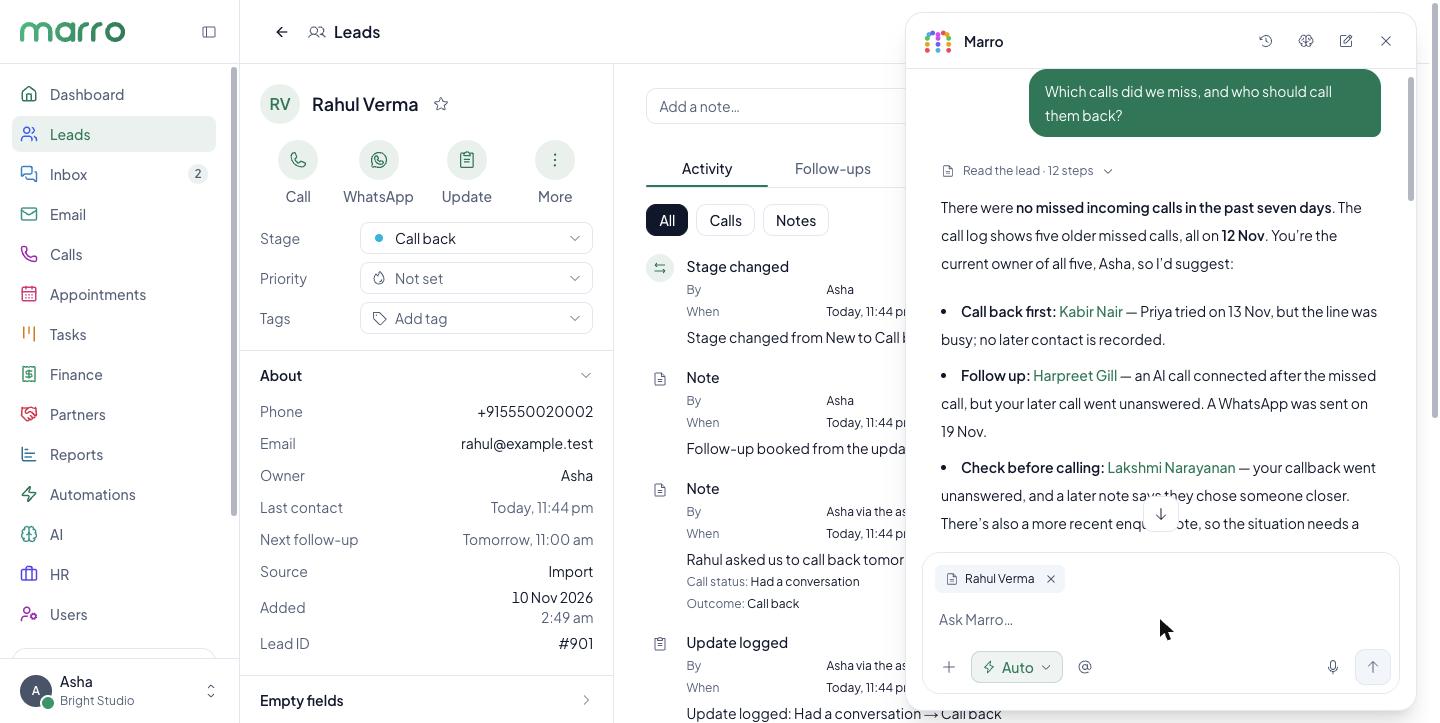 marro
Dashboard
Leads
Inbox
2
Email
Calls
Appointments
Tasks
Finance
Partners
Reports
Automations
AI
HR
Users
A
Asha
Bright Studio
Leads
RV
Rahul Verma
Call
WhatsApp
Update
More
Stage
Call back
Priority
Not set
Tags
Add tag
About
Phone
+915550020002
Email
rahul@example.test
Owner
Asha
Last contact
Today, 11:44 pm
Next follow-up
Tomorrow, 11:00 am
Source
Import
Added
10 Nov 2026
2:49 am
Lead ID
#901
Empty fields
Add a note…
Activity
Follow-ups
All
Calls
Notes
Stage changed
By
Asha
When
Today, 11:44
Stage changed from New to Call
Note
By
Asha
When
Today, 11:44
Follow-up booked from the
Note
By
Asha via the
When
Today, 11:44
Rahul asked us to call back
Call status: Had a conversation
Outcome: Call back
Update logged
By
Asha via the
When
Today, 11:44
Update logged: Had a conversation → Call back
Marro
Which calls did we miss, and who should call
them back?
Read the lead · 12 steps
There were no missed incoming calls in the past seven days. The
call log shows five older missed calls, all on 12 Nov. You’re the
current owner of all five, Asha, so I’d suggest:
• Call back first: Kabir Nair — Priya tried on 13 Nov, but the line was
busy; no later contact is recorded.
• Follow up: Harpreet Gill — an AI call connected after the missed
call, but your later call went unanswered. A WhatsApp was sent on
19 Nov.
• Check before calling: Lakshmi Narayanan — your callback went
unanswered, and a later note says they chose someone closer.
There’s also a more recent so the situation needs a
Rahul Verma
Ask Marro…
Auto